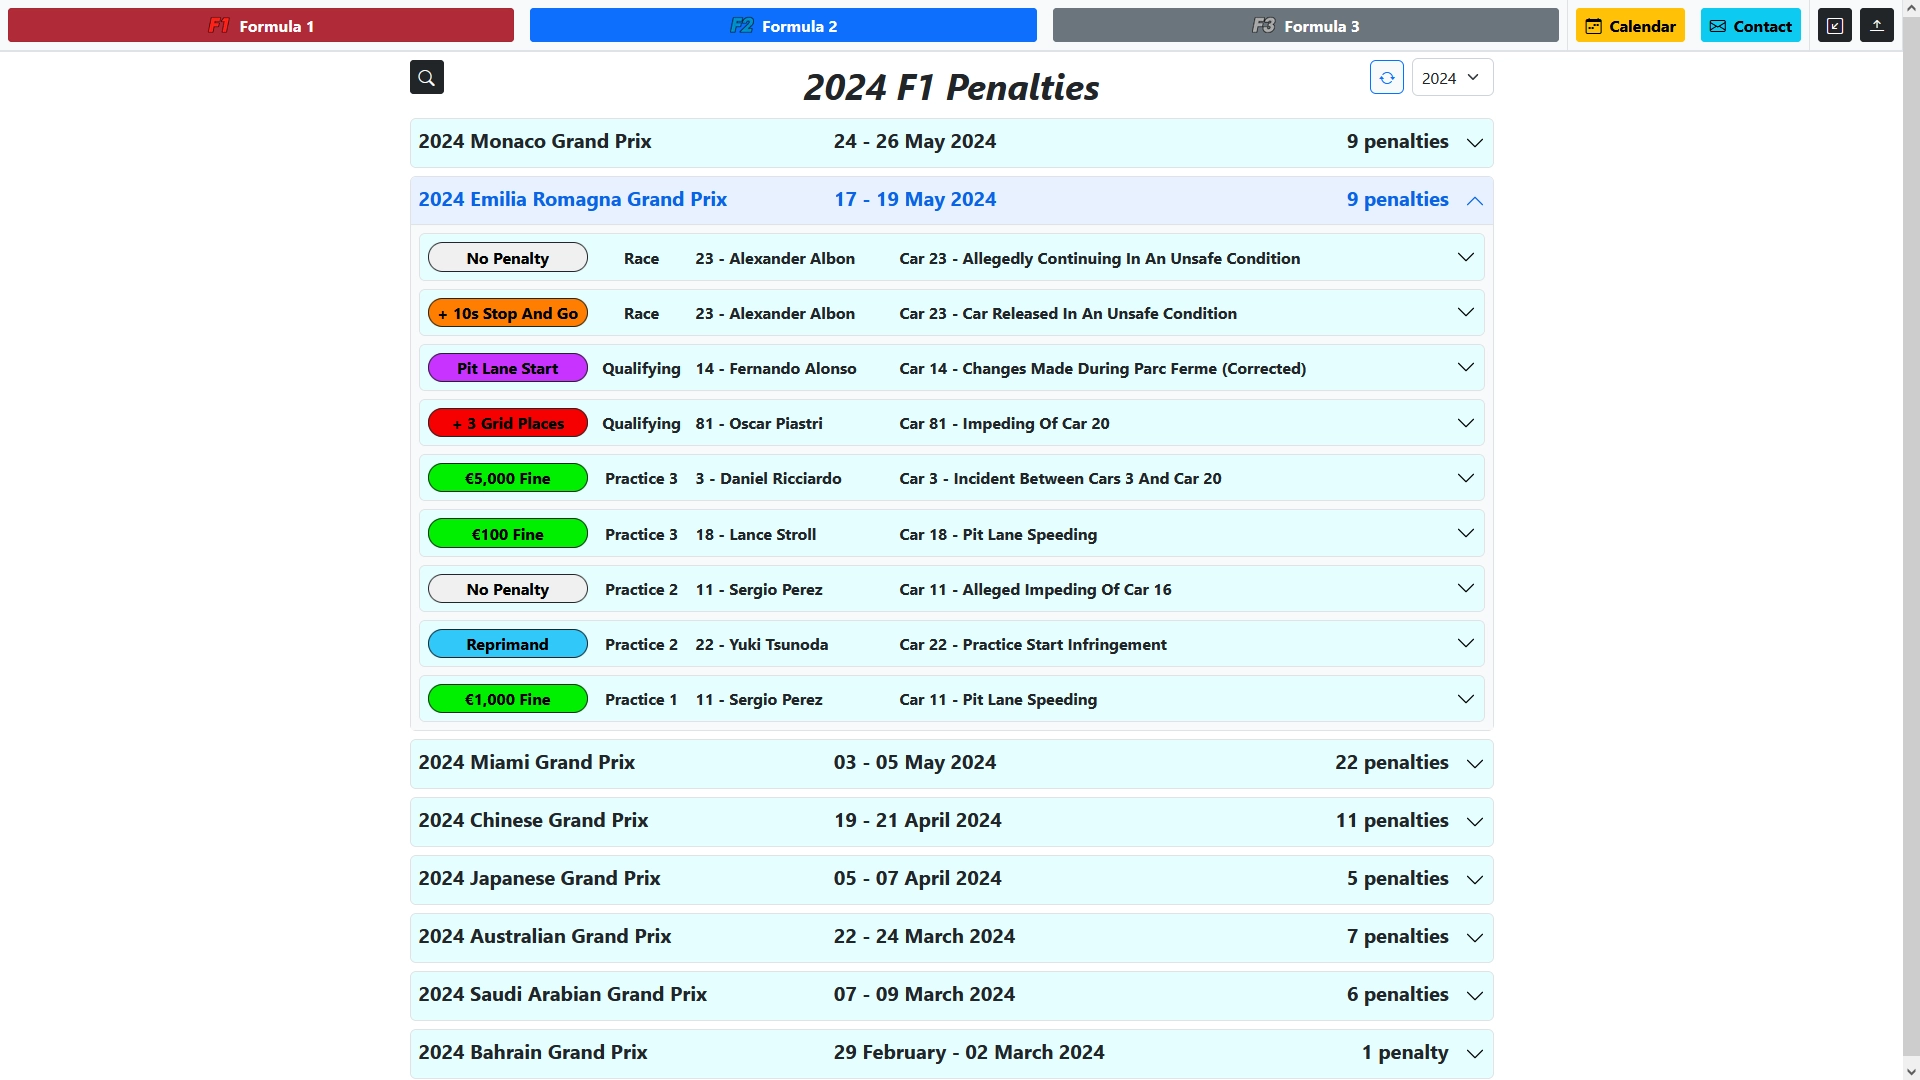 F1 Formula 1
F2 Formula 2
F3 Formula 3
Calendar
Contact
2024 F1 Penalties
2024
2024 Monaco Grand Prix 24 - 26 May 2024 9 penalties
2024 Emilia Romagna Grand Prix 17 - 19 May 2024 9 penalties
No Penalty Race 23 - Alexander Albon Car 23 - Allegedly Continuing In An Unsafe Condition
+ 10s Stop And Go Race 23 - Alexander Albon Car 23 - Car Released In An Unsafe Condition
Pit Lane Start Qualifying 14 - Fernando Alonso Car 14 - Changes Made During Parc Ferme (Corrected)
+ 3 Grid Places Qualifying 81 - Oscar Piastri Car 81 - Impeding Of Car 20
€5,000 Fine Practice 3 3 - Daniel Ricciardo Car 3 - Incident Between Cars 3 And Car 20
€100 Fine Practice 3 18 - Lance Stroll Car 18 - Pit Lane Speeding
No Penalty Practice 2 11 - Sergio Perez Car 11 - Alleged Impeding Of Car 16
Reprimand Practice 2 22 - Yuki Tsunoda Car 22 - Practice Start Infringement
€1,000 Fine Practice 1 11 - Sergio Perez Car 11 - Pit Lane Speeding
2024 Miami Grand Prix 03 - 05 May 2024 22 penalties
2024 Chinese Grand Prix 19 - 21 April 2024 11 penalties
2024 Japanese Grand Prix 05 - 07 April 2024 5 penalties
2024 Australian Grand Prix 22 - 24 March 2024 7 penalties
2024 Saudi Arabian Grand Prix 07 - 09 March 2024 6 penalties
2024 Bahrain Grand Prix 29 February - 02 March 2024 1 penalty